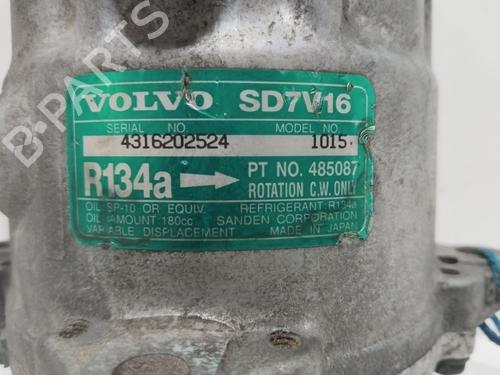 VOLVO SD7V16
SERIAL NO. MODEL NO.
4316202524 1015
R134a PT NO. 485087
ROTATION C.W. ONLY
OIL SP-10 OR EQUIV. REFRIGERANT:R134a
OIL AMOUNT:180cc SANDEN CORPORATION
VARIABLE DISPLACEMENT MADE IN JAPAN
B-PARTS